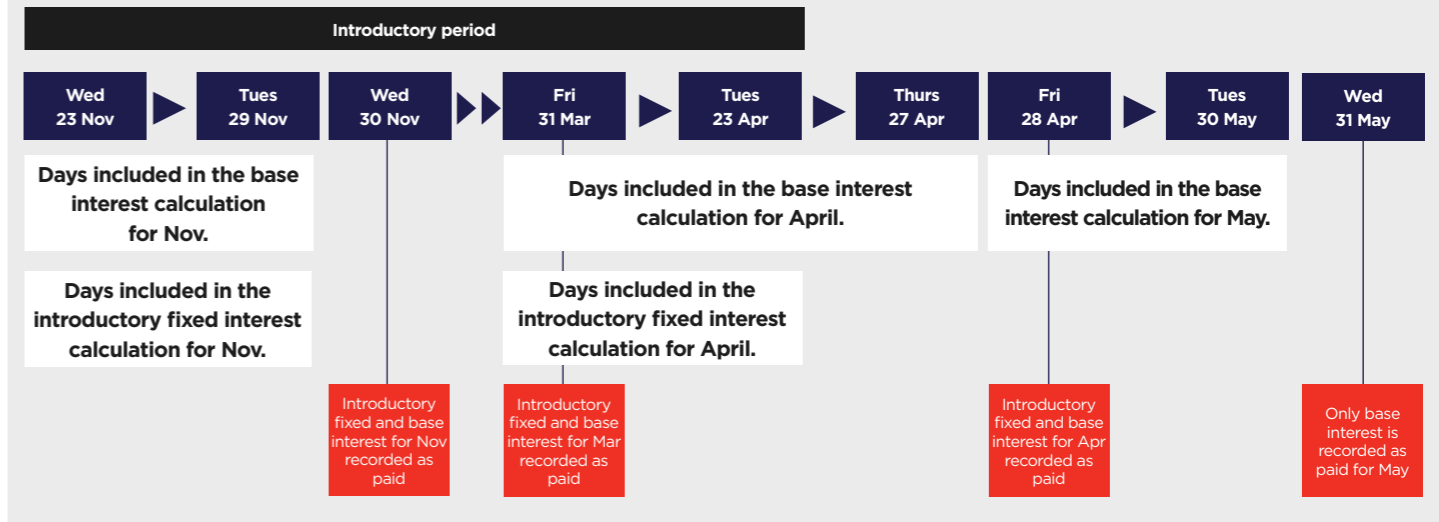 Introductory period
Wed
23 Nov
Tues
29 Nov
Wed
30 Nov
Fri
31 Mar
Tues
23 Apr
Thurs
27 Apr
Fri
28 Apr
Tues
30 May
Wed
31 May
Days included in the base
interest calculation
for Nov.
Days included in the base interest
calculation for April.
Days included in the base
interest calculation for May.
Days included in the
introductory fixed interest
calculation for Nov.
Days included in the
introductory fixed interest
calculation for April.
Introductory
fixed and base
interest for Nov
recorded as
paid
Introductory
fixed and base
interest for Mar
recorded as
paid
Introductory
fixed and base
interest for Apr
recorded as
paid
Only base
interest is
recorded as
paid for May